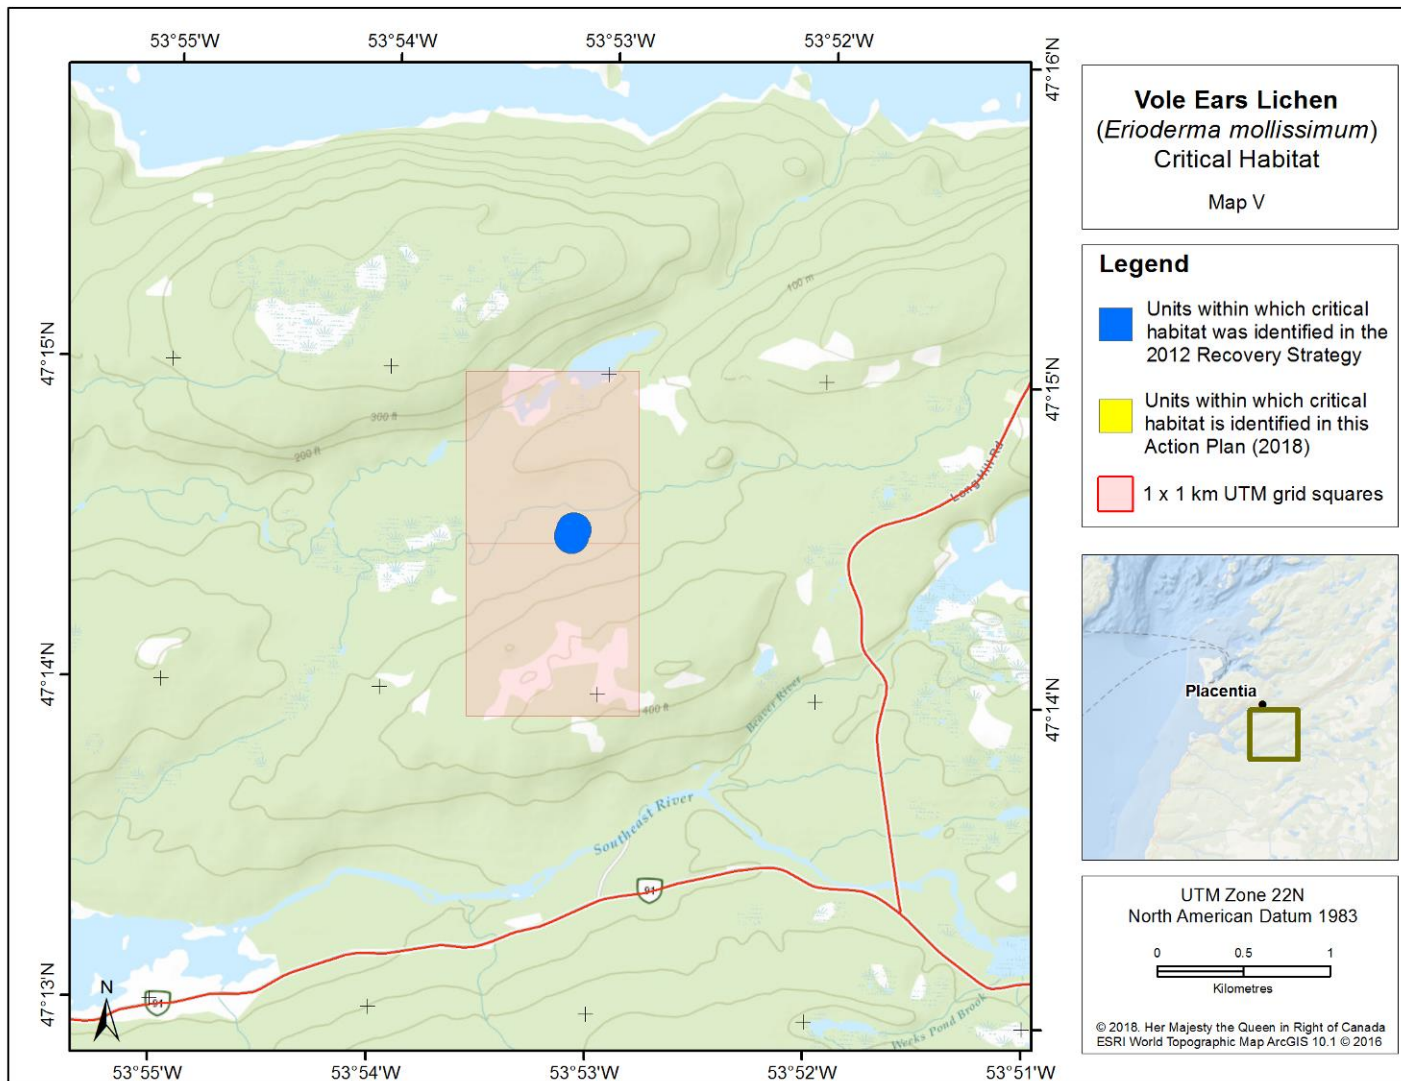 53°55'W
53°54'W
53°53'W
53°52'W
47°16'N
47°15'N
47°15'N
47°14'N
47°14'N
47°13'N
53°55'W
53°54'W
53°53'W
53°52'W
53°51'W
100 m
300 ft
200 ft
400 ft
Long Hill Rd
Beaver River
Southeast River
91
91
Weeks Pond Brook
N
Vole Ears Lichen
(Erioderma mollissimum)
Critical Habitat
Map V
Legend
Units within which critical
habitat was identified in the
2012 Recovery Strategy
Units within which critical
habitat is identified in this
Action Plan (2018)
1 x 1 km UTM grid squares
Placentia
UTM Zone 22N
North American Datum 1983
0 0.5 1
Kilometres
© 2018. Her Majesty the Queen in Right of Canada
ESRI World Topographic Map ArcGIS 10.1 © 2016